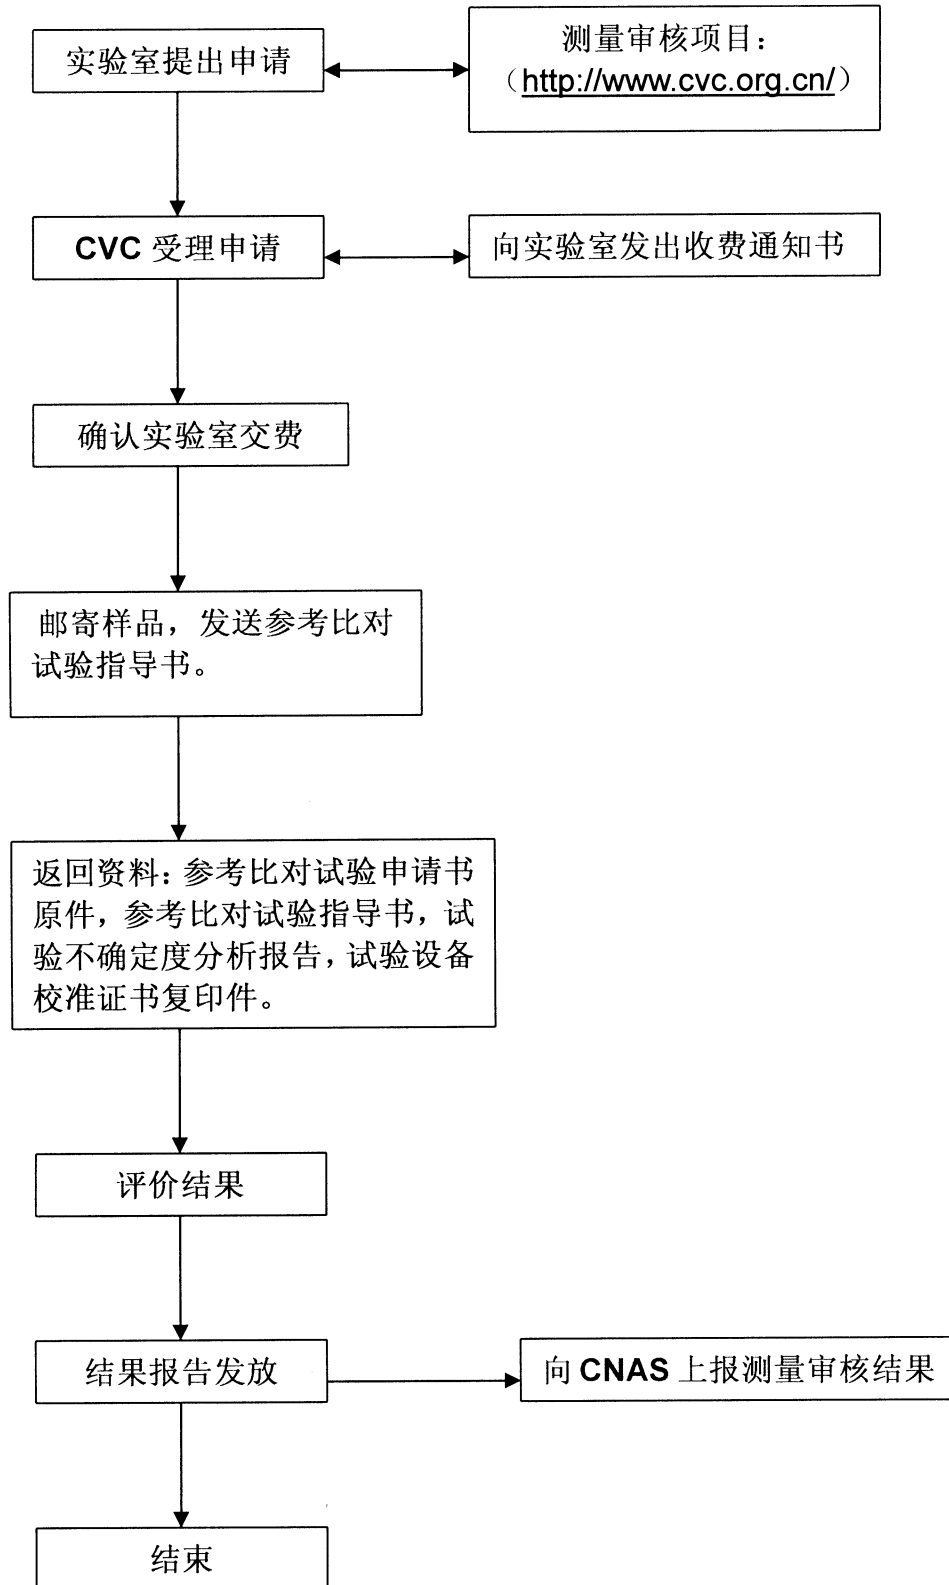 实验室提出申请
测量审核项目：
（http://www.cvc.org.cn/）
CVC 受理申请
向实验室发出收费通知书
确认实验室交费
邮寄样品，发送参考比对
试验指导书。
返回资料：参考比对试验申请书
原件，参考比对试验指导书，试
验不确定度分析报告，试验设备
校准证书复印件。
评价结果
结果报告发放
向 CNAS 上报测量审核结果
结束